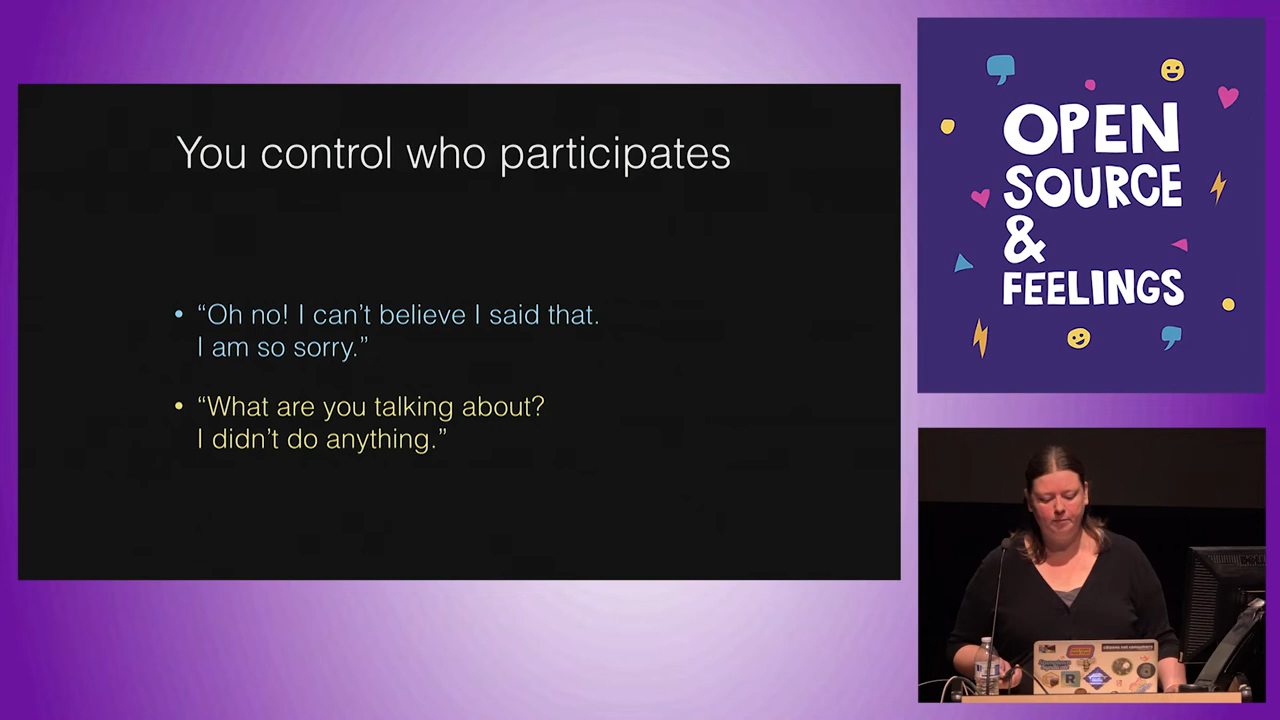 You control who participates
• “Oh no! I can’t believe I said that.
I am so sorry.”
• “What are you talking about?
I didn’t do anything.”
OPEN
SOURCE
&
FEELINGS